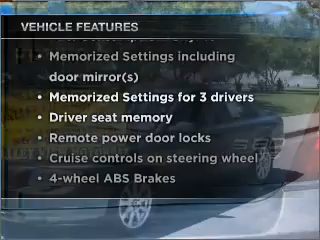 VEHICLE FEATURES
• Memorized Settings including
door mirror(s)
• Memorized Settings for 3 drivers
• Driver seat memory
• Remote power door locks
• Cruise controls on steering wheel
• 4-wheel ABS Brakes